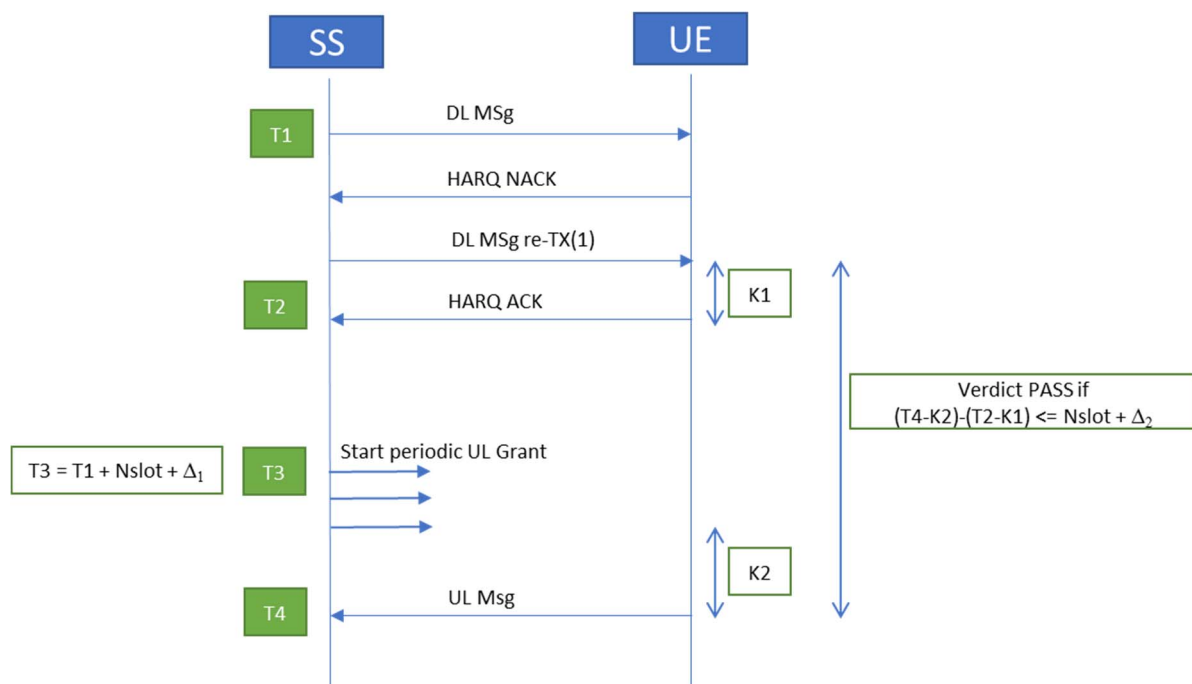 SS
UE
DL MSg
T1
HARQ NACK
DL MSg re-TX(1)
K1
T2
HARQ ACK
Verdict PASS if
(T4-K2)-(T2-K1) <= Nslot + Δ₂
Start periodic UL Grant
T3 = T1 + Nslot + Δ₁
T3
K2
UL Msg
T4